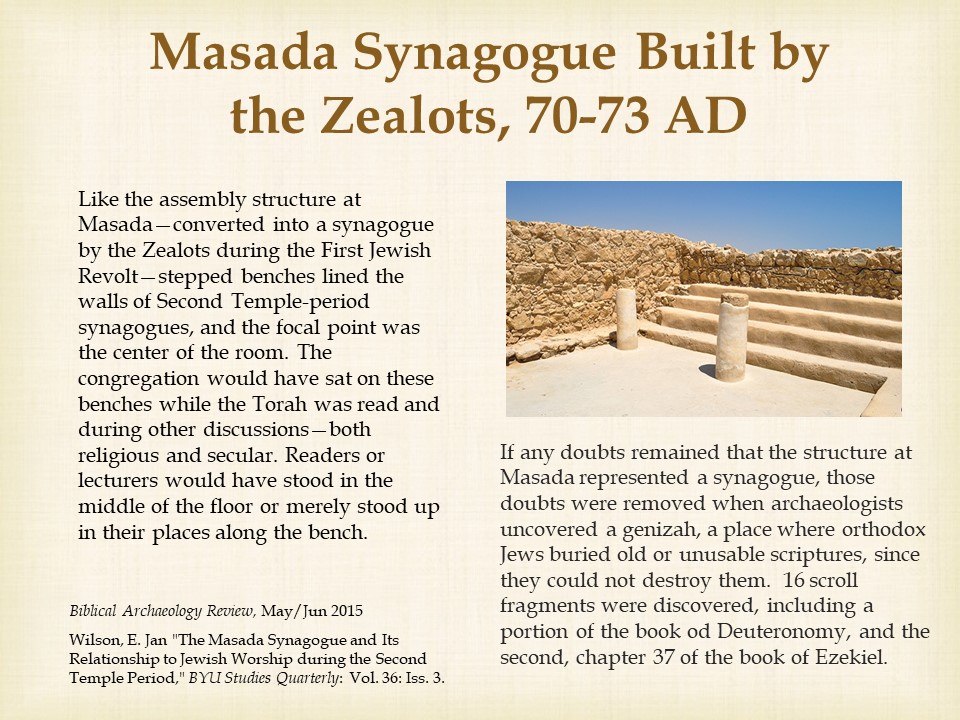 Masada Synagogue Built by
the Zealots, 70-73 AD
Like the assembly structure at
Masada—converted into a synagogue
by the Zealots during the First Jewish
Revolt—stepped benches lined the
walls of Second Temple-period
synagogues, and the focal point was
the center of the room. The
congregation would have sat on these
benches while the Torah was read and
during other discussions—both
religious and secular. Readers or
lecturers would have stood in the
middle of the floor or merely stood up
in their places along the bench.
Biblical Archaeology Review, May/Jun 2015
Wilson, E. Jan "The Masada Synagogue and Its
Relationship to Jewish Worship during the Second
Temple Period," BYU Studies Quarterly: Vol. 36: Iss. 3.
If any doubts remained that the structure at
Masada represented a synagogue, those
doubts were removed when archaeologists
uncovered a genizah, a place where orthodox
Jews buried old or unusable scriptures, since
they could not destroy them. 16 scroll
fragments were discovered, including a
portion of the book od Deuteronomy, and the
second, chapter 37 of the book of Ezekiel.